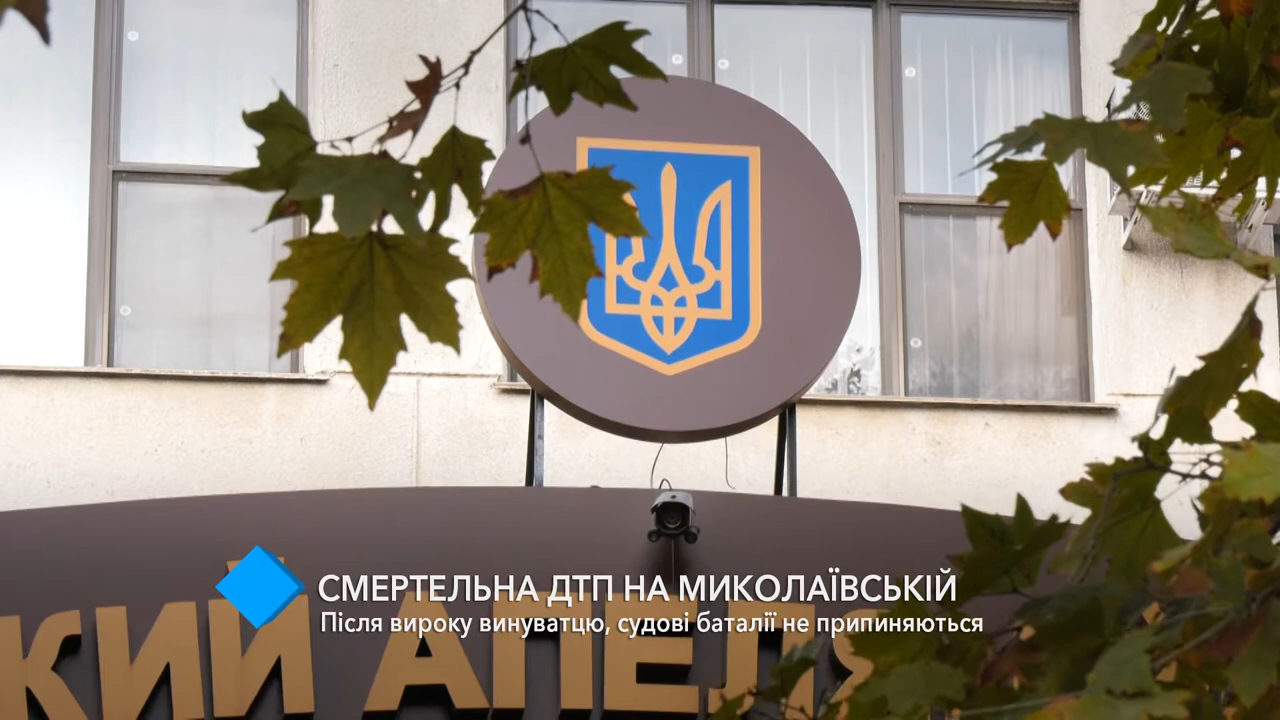 СМЕРТЕЛЬНА ДТП НА МИКОЛАЇВСЬКІЙ
Після вироку винуватцю, судові баталії не припиняються
КИЙ АПЕЛЯ